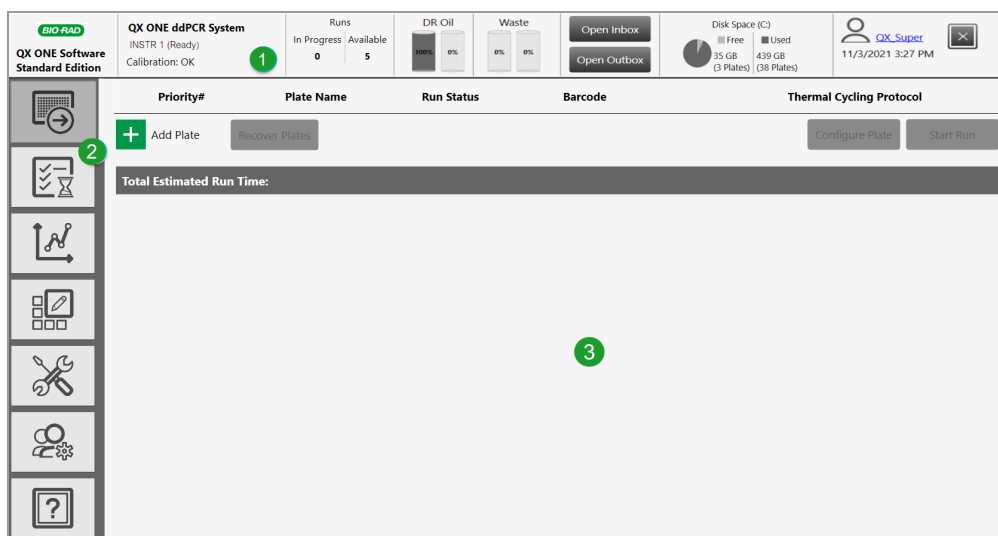 BIO-RAD
QX ONE Software
Standard Edition
QX ONE ddPCR System
INSTR 1 (Ready)
Calibration: OK
1
Runs
In Progress Available
0 5
DR Oil
100% 0%
Waste
0% 0%
Open Inbox
Open Outbox
Disk Space (C:)
Free Used
35 GB 439 GB
(3 Plates) (38 Plates)
QX_Super
11/3/2021 3:27 PM
Priority# Plate Name Run Status Barcode Thermal Cycling Protocol
Add Plate Recover Plates Configure Plate Start Run
2
Total Estimated Run Time:
3
?